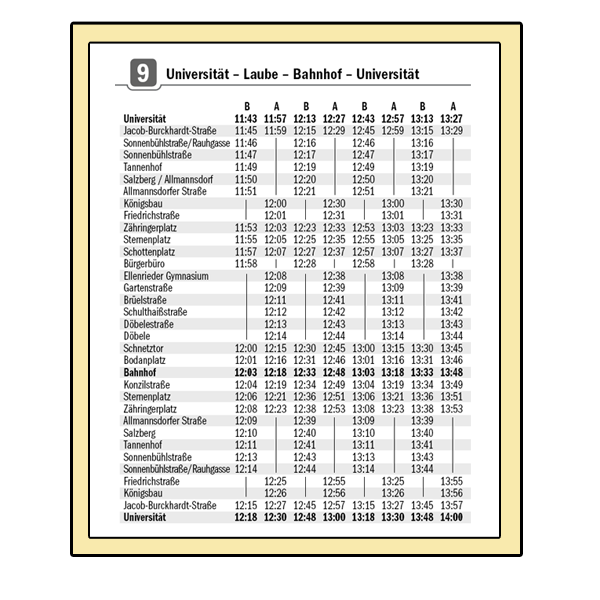 9 Universität – Laube – Bahnhof – Universität
B A B A B A B A
Universität 11:43 11:57 12:13 12:27 12:43 12:57 13:13 13:27
Jacob-Burckhardt-Straße 11:45 11:59 12:15 12:29 12:45 12:59 13:15 13:29
Sonnenbühlstraße/Rauhgasse 11:46 | 12:16 | 12:46 | 13:16 |
Sonnenbühlstraße 11:47 | 12:17 | 12:47 | 13:17 |
Tannenhof 11:49 | 12:19 | 12:49 | 13:19 |
Salzberg / Allmannsdorf 11:50 | 12:20 | 12:50 | 13:20 |
Allmannsdorfer Straße 11:51 | 12:21 | 12:51 | 13:21 |
Königsbau | 12:00 | 12:30 | 13:00 | 13:30
Friedrichstraße | 12:01 | 12:31 | 13:01 | 13:31
Zähringerplatz 11:53 12:03 12:23 12:33 12:53 13:03 13:23 13:33
Sternenplatz 11:55 12:05 12:25 12:35 12:55 13:05 13:25 13:35
Schottenplatz 11:57 12:07 12:27 12:37 12:57 13:07 13:27 13:37
Bürgerbüro 11:58 | 12:28 | 12:58 | 13:28 |
Ellenrieder Gymnasium | 12:08 | 12:38 | 13:08 | 13:38
Gartenstraße | 12:09 | 12:39 | 13:09 | 13:39
Brüelstraße | 12:11 | 12:41 | 13:11 | 13:41
Schulthaißstraße | 12:12 | 12:42 | 13:12 | 13:42
Döbelestraße | 12:13 | 12:43 | 13:13 | 13:43
Döbele | 12:14 | 12:44 | 13:14 | 13:44
Schnetztor 12:00 12:15 12:30 12:45 13:00 13:15 13:30 13:45
Bodanplatz 12:01 12:16 12:31 12:46 13:01 13:16 13:31 13:46
Bahnhof 12:03 12:18 12:33 12:48 13:03 13:18 13:33 13:48
Konzilstraße 12:04 12:19 12:34 12:49 13:04 13:19 13:34 13:49
Sternenplatz 12:06 12:21 12:36 12:51 13:06 13:21 13:36 13:51
Zähringerplatz 12:08 12:23 12:38 12:53 13:08 13:23 13:38 13:53
Allmannsdorfer Straße 12:09 | 12:39 | 13:09 | 13:39 |
Salzberg 12:10 | 12:40 | 13:10 | 13:40 |
Tannenhof 12:11 | 12:41 | 13:11 | 13:41 |
Sonnenbühlstraße 12:13 | 12:43 | 13:13 | 13:43 |
Sonnenbühlstraße/Rauhgasse 12:14 | 12:44 | 13:14 | 13:44 |
Friedrichstraße | 12:25 | 12:55 | 13:25 | 13:55
Königsbau | 12:26 | 12:56 | 13:26 | 13:56
Jacob-Burckhardt-Straße 12:15 12:27 12:45 12:57 13:15 13:27 13:45 13:57
Universität 12:18 12:30 12:48 13:00 13:18 13:30 13:48 14:00